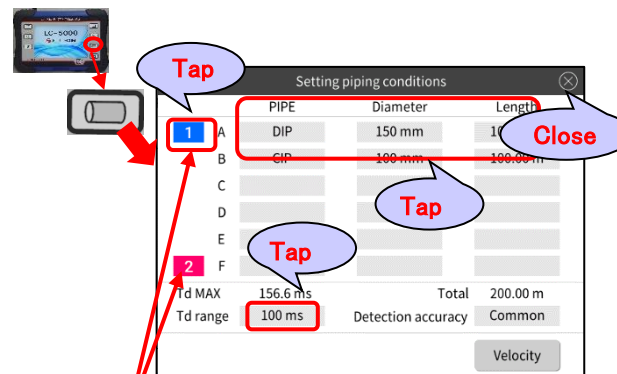 LC-5000
Tap
Setting piping conditions
PIPE Diameter Length
1 A DIP 150 mm
Close
B CIP 100 mm 100.00 m
C
Tap
D
E
Tap
2 F
Td MAX 156.6 ms Total 200.00 m
Td range 100 ms Detection accuracy Common
Velocity